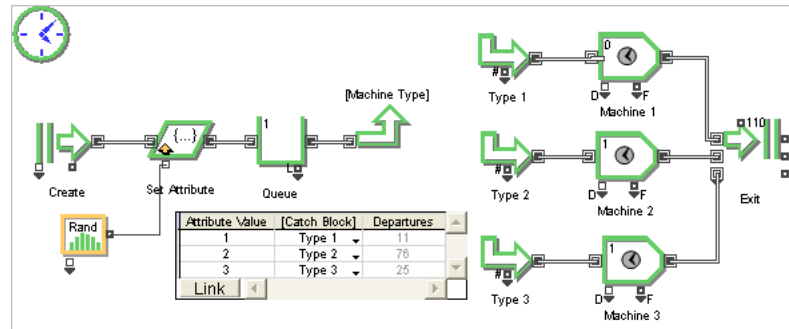 [Machine Type]
{...}
Create
Set Attribute
1
L
Queue
Rand
Attribute Value [Catch Block] Departures
1 Type 1 11
2 Type 2 76
3 Type 3 25
Link
#
Type 1
0
D F
Machine 1
#
Type 2
1
D F
Machine 2
#
Type 3
1
D F
Machine 3
110
Exit